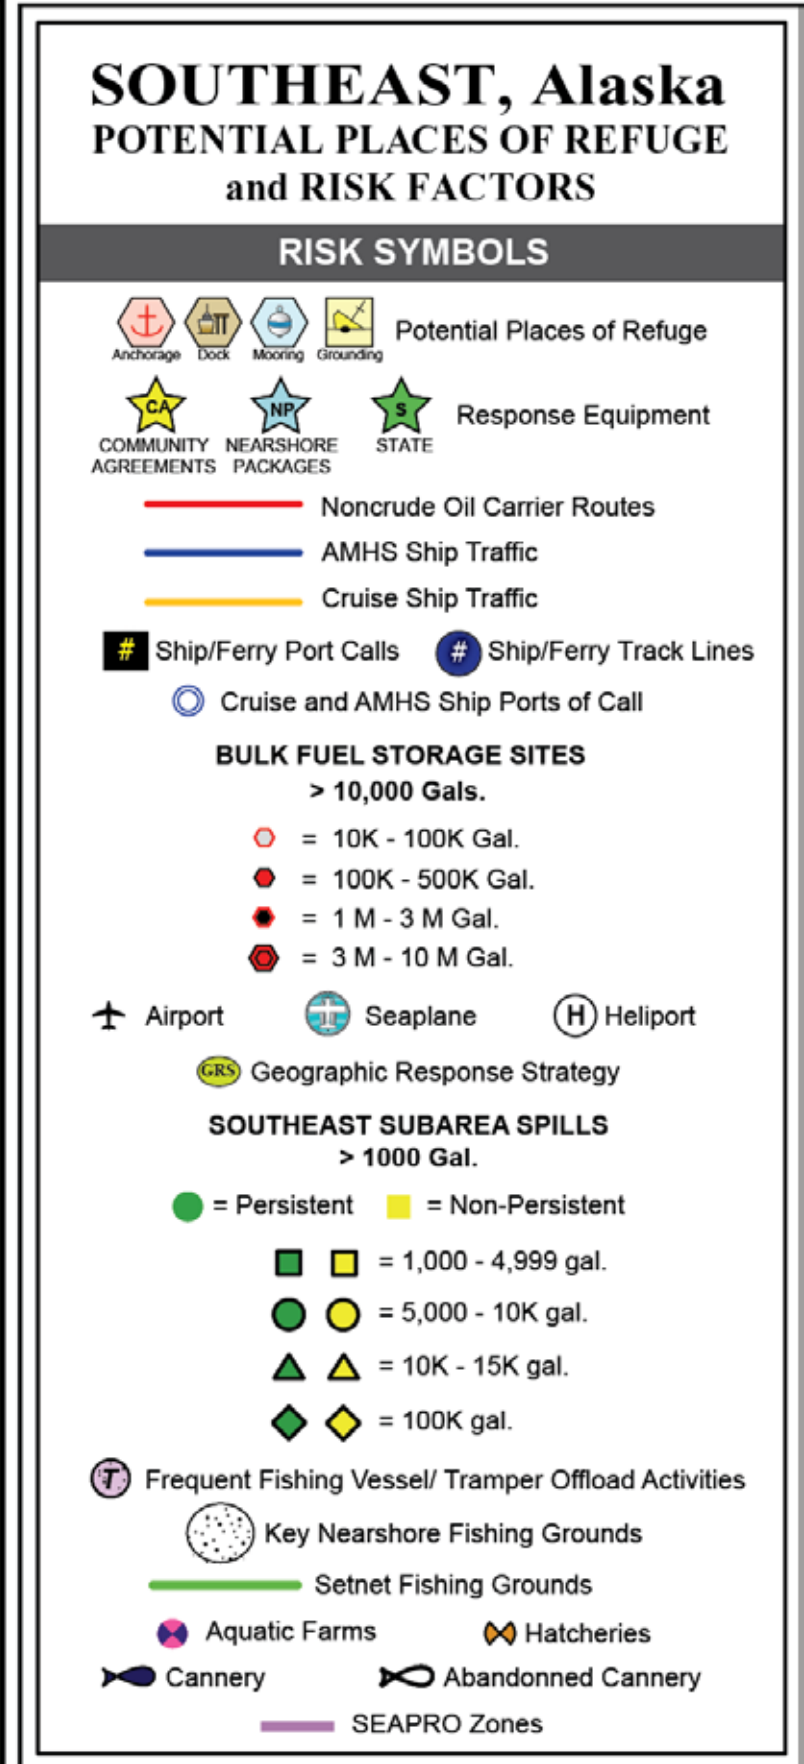 SOUTHEAST, Alaska
POTENTIAL PLACES OF REFUGE
and RISK FACTORS
RISK SYMBOLS
Anchorage Dock Mooring Grounding Potential Places of Refuge
CA NP S Response Equipment
COMMUNITY AGREEMENTS NEARSHORE PACKAGES STATE
Noncrude Oil Carrier Routes
AMHS Ship Traffic
Cruise Ship Traffic
# Ship/Ferry Port Calls # Ship/Ferry Track Lines
Cruise and AMHS Ship Ports of Call
BULK FUEL STORAGE SITES
> 10,000 Gals.
= 10K - 100K Gal.
= 100K - 500K Gal.
= 1 M - 3 M Gal.
= 3 M - 10 M Gal.
Airport Seaplane H Heliport
GRS Geographic Response Strategy
SOUTHEAST SUBAREA SPILLS
> 1000 Gal.
= Persistent = Non-Persistent
= 1,000 - 4,999 gal.
= 5,000 - 10K gal.
= 10K - 15K gal.
= 100K gal.
T Frequent Fishing Vessel/ Tramper Offload Activities
Key Nearshore Fishing Grounds
Setnet Fishing Grounds
Aquatic Farms Hatcheries
Cannery Abandonned Cannery
SEAPRO Zones